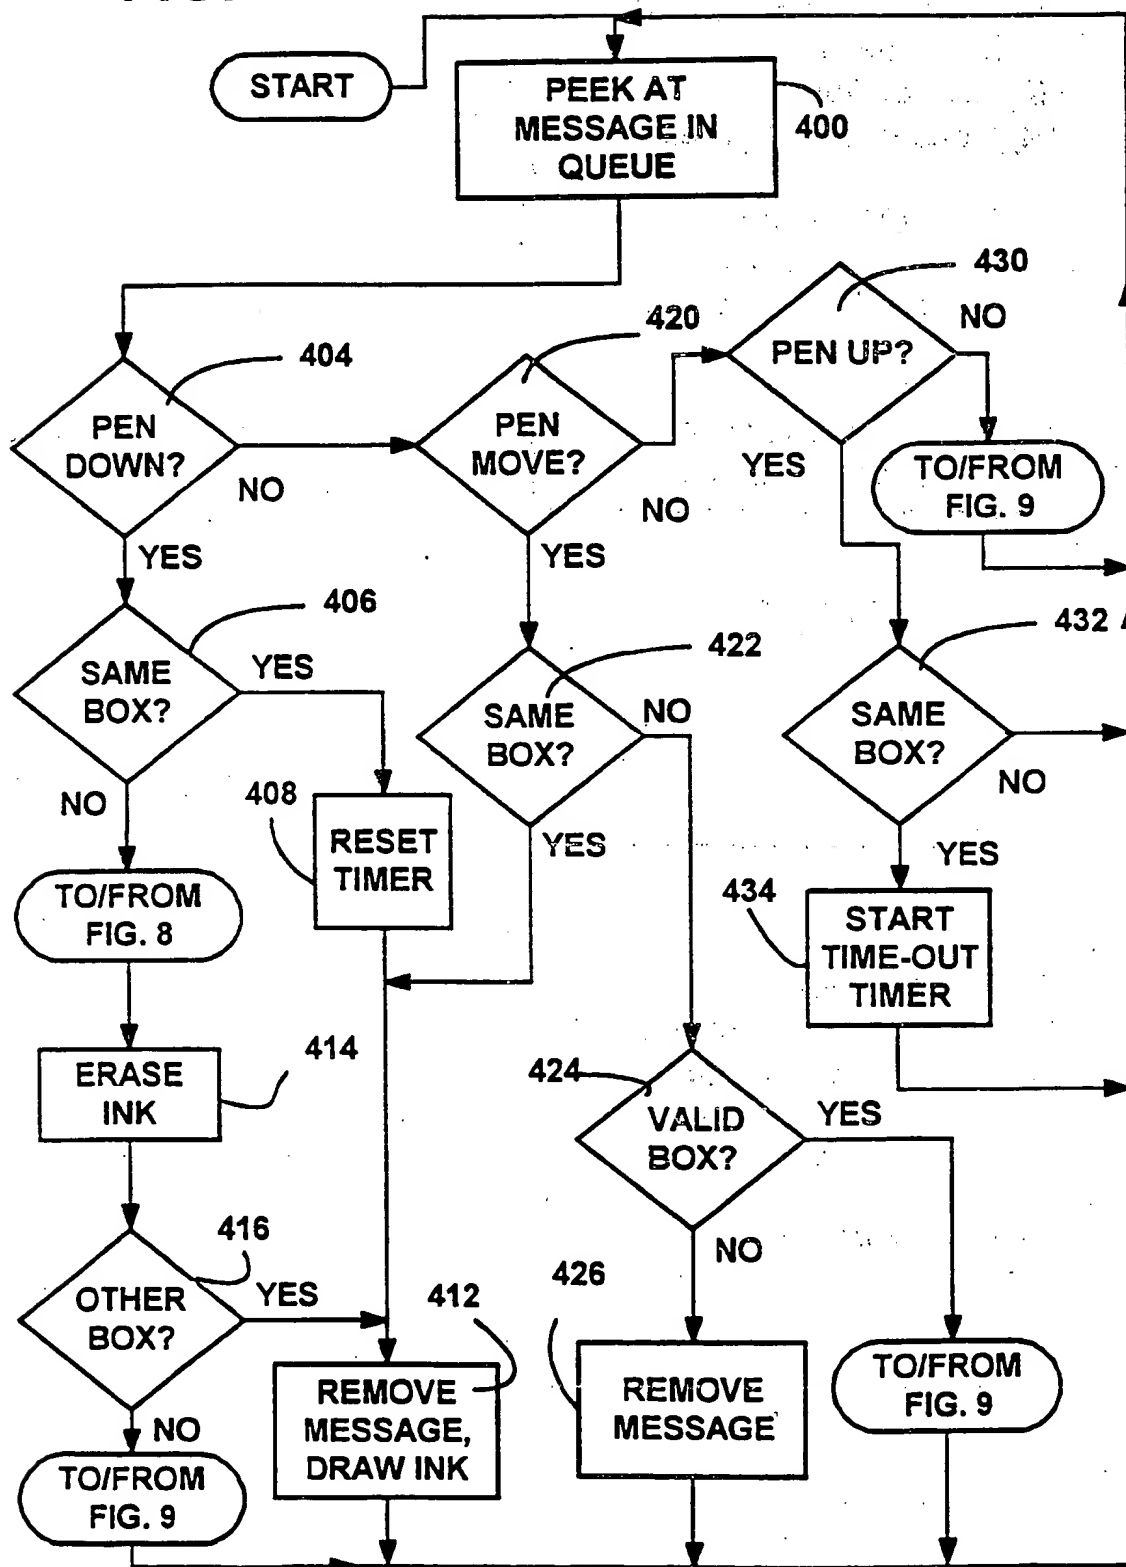 START
PEEK AT
MESSAGE IN
QUEUE
400
404
PEN
DOWN?
NO
YES
420
PEN
MOVE?
NO
YES
430
PEN UP?
NO
YES
TO/FROM
FIG. 9
406
SAME
BOX?
YES
NO
422
SAME
BOX?
NO
YES
432
SAME
BOX?
NO
YES
408
RESET
TIMER
TO/FROM
FIG. 8
434
START
TIME-OUT
TIMER
414
ERASE
INK
424
VALID
BOX?
YES
NO
416
OTHER
BOX?
YES
NO
412
REMOVE
MESSAGE,
DRAW INK
426
REMOVE
MESSAGE
TO/FROM
FIG. 9
TO/FROM
FIG. 9